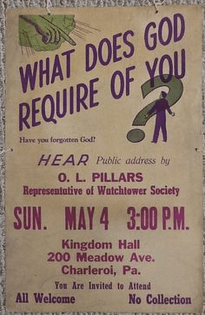 WHAT DOES GOD
REQUIRE OF YOU
?
Have you forgotten God?
HEAR Public address by
O. L. PILLARS
Representative of Watchtower Society
SUN. MAY 4 3:00 P.M.
Kingdom Hall
200 Meadow Ave.
Charleroi, Pa.
You Are Invited to Attend
All Welcome No Collection